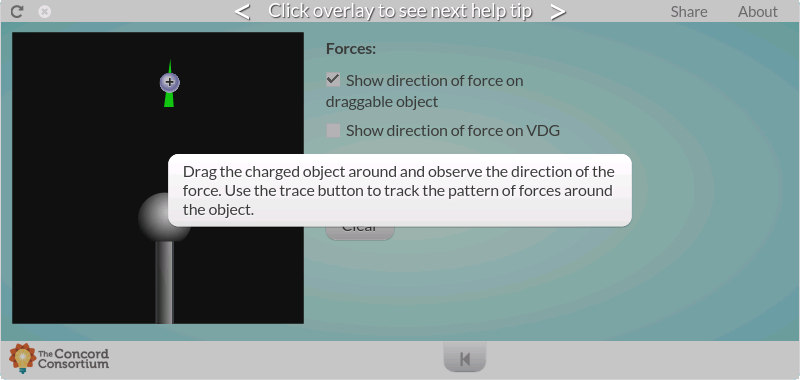 Click overlay to see next help tip
Share
About
Forces:
Show direction of force on
draggable object
Show direction of force on VDG
Drag the charged object around and observe the direction of the
force. Use the trace button to track the pattern of forces around
the object.
Clear
+
The Concord
Consortium